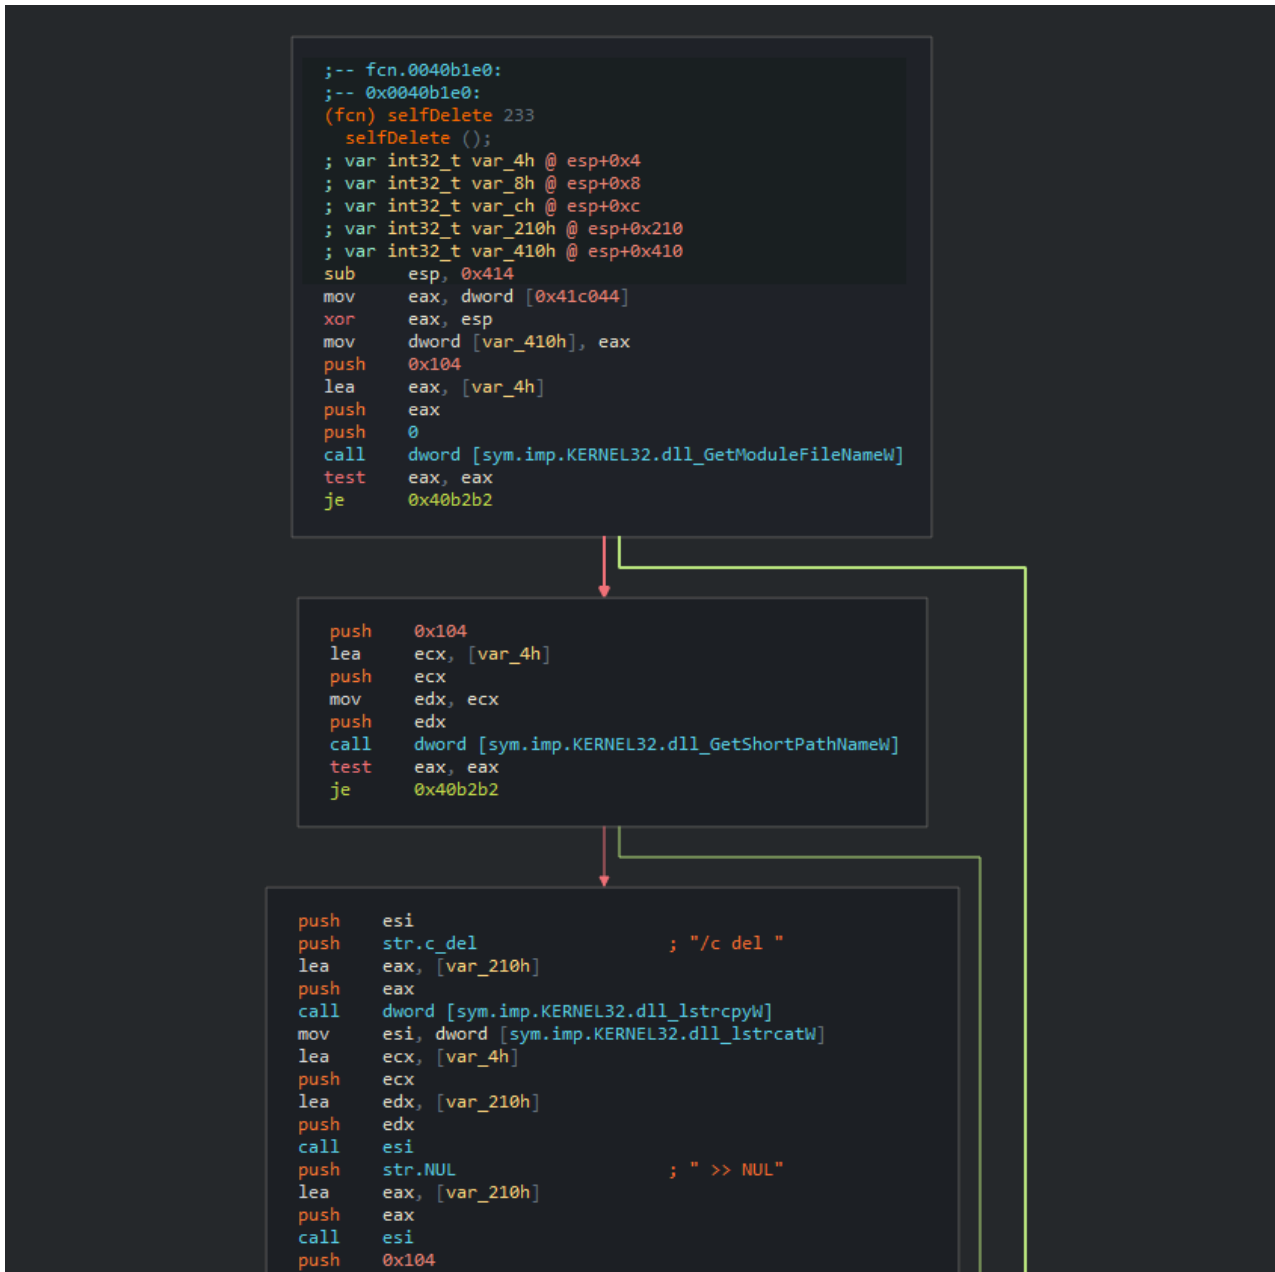 ;-- fcn.0040b1e0:
;-- 0x0040b1e0:
(fcn) selfDelete 233
selfDelete ();
; var int32_t var_4h @ esp+0x4
; var int32_t var_8h @ esp+0x8
; var int32_t var_ch @ esp+0xc
; var int32_t var_210h @ esp+0x210
; var int32_t var_410h @ esp+0x410
sub esp, 0x414
mov eax, dword [0x41c044]
xor eax, esp
mov dword [var_410h], eax
push 0x104
lea eax, [var_4h]
push eax
push 0
call dword [sym.imp.KERNEL32.dll_GetModuleFileNameW]
test eax, eax
je 0x40b2b2
push 0x104
lea ecx, [var_4h]
push ecx
mov edx, ecx
push edx
call dword [sym.imp.KERNEL32.dll_GetShortPathNameW]
test eax, eax
je 0x40b2b2
push esi
push str.c_del ; "/c del "
lea eax, [var_210h]
push eax
call dword [sym.imp.KERNEL32.dll_lstrcpyW]
mov esi, dword [sym.imp.KERNEL32.dll_lstrcatW]
lea ecx, [var_4h]
push ecx
lea edx, [var_210h]
push edx
call esi
push str.NUL ; " >> NUL"
lea eax, [var_210h]
push eax
call esi
push 0x104